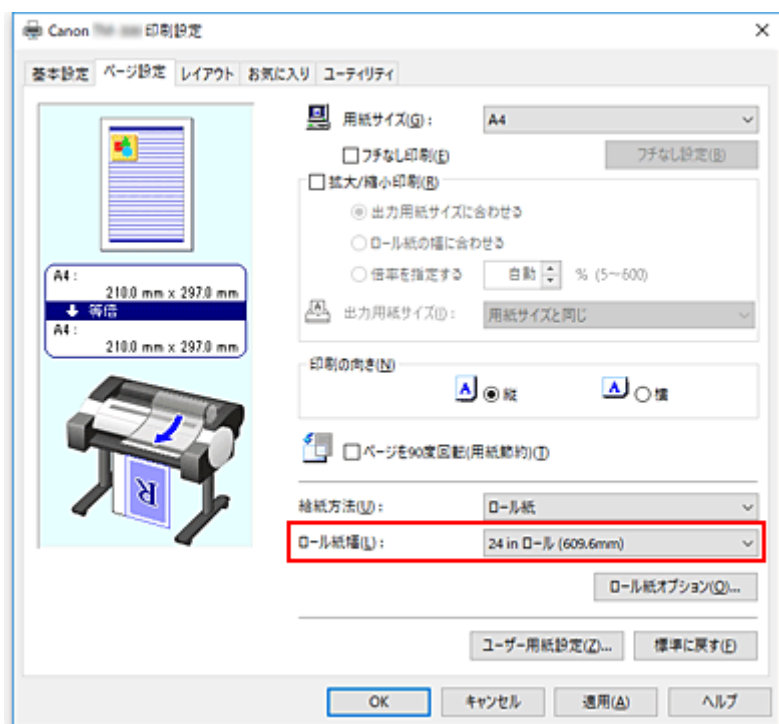 Canon 印刷設定
基本設定 ページ設定 レイアウト お気に入り ユーティリティ
用紙サイズ(G): A4
フチなし印刷(E) フチなし設定(B)
拡大/縮小印刷(R)
出力用紙サイズに合わせる
ロール紙の幅に合わせる
倍率を指定する 自動 % (5～600)
出力用紙サイズ(I): 用紙サイズと同じ
A4:
210.0 mm x 297.0 mm
等倍
A4:
210.0 mm x 297.0 mm
印刷の向き(N)
A 縦 A 横
ページを90度回転(用紙節約)(T)
R
給紙方法(U): ロール紙
ロール紙幅(L): 24 in ロール (609.6mm)
ロール紙オプション(O)...
ユーザー用紙設定(Z)... 標準に戻す(F)
OK キャンセル 適用(A) ヘルプ